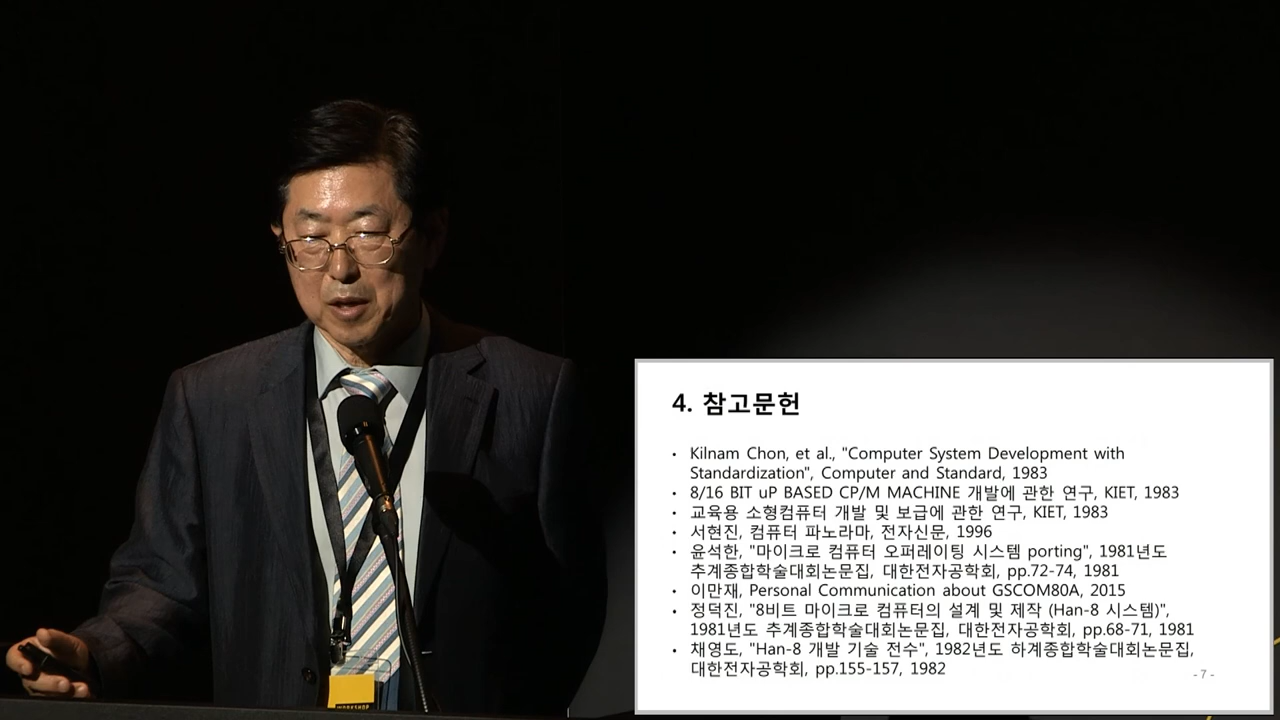 4. 참고문헌
• Kilnam Chon, et al., "Computer System Development with
Standardization", Computer and Standard, 1983
• 8/16 BIT uP BASED CP/M MACHINE 개발에 관한 연구, KIET, 1983
• 교육용 소형컴퓨터 개발 및 보급에 관한 연구, KIET, 1983
• 서현진, 컴퓨터 파노라마, 전자신문, 1996
• 윤석한, "마이크로 컴퓨터 오퍼레이팅 시스템 porting", 1981년도
추계종합학술대회논문집, 대한전자공학회, pp.72-74, 1981
• 이만재, Personal Communication about GSCOM80A, 2015
• 정덕진, "8비트 마이크로 컴퓨터의 설계 및 제작 (Han-8 시스템)",
1981년도 추계종합학술대회논문집, 대한전자공학회, pp.68-71, 1981
• 채영도, "Han-8 개발 기술 전수", 1982년도 하계종합학술대회논문집,
대한전자공학회, pp.155-157, 1982
- 7 -
WORKSHOP